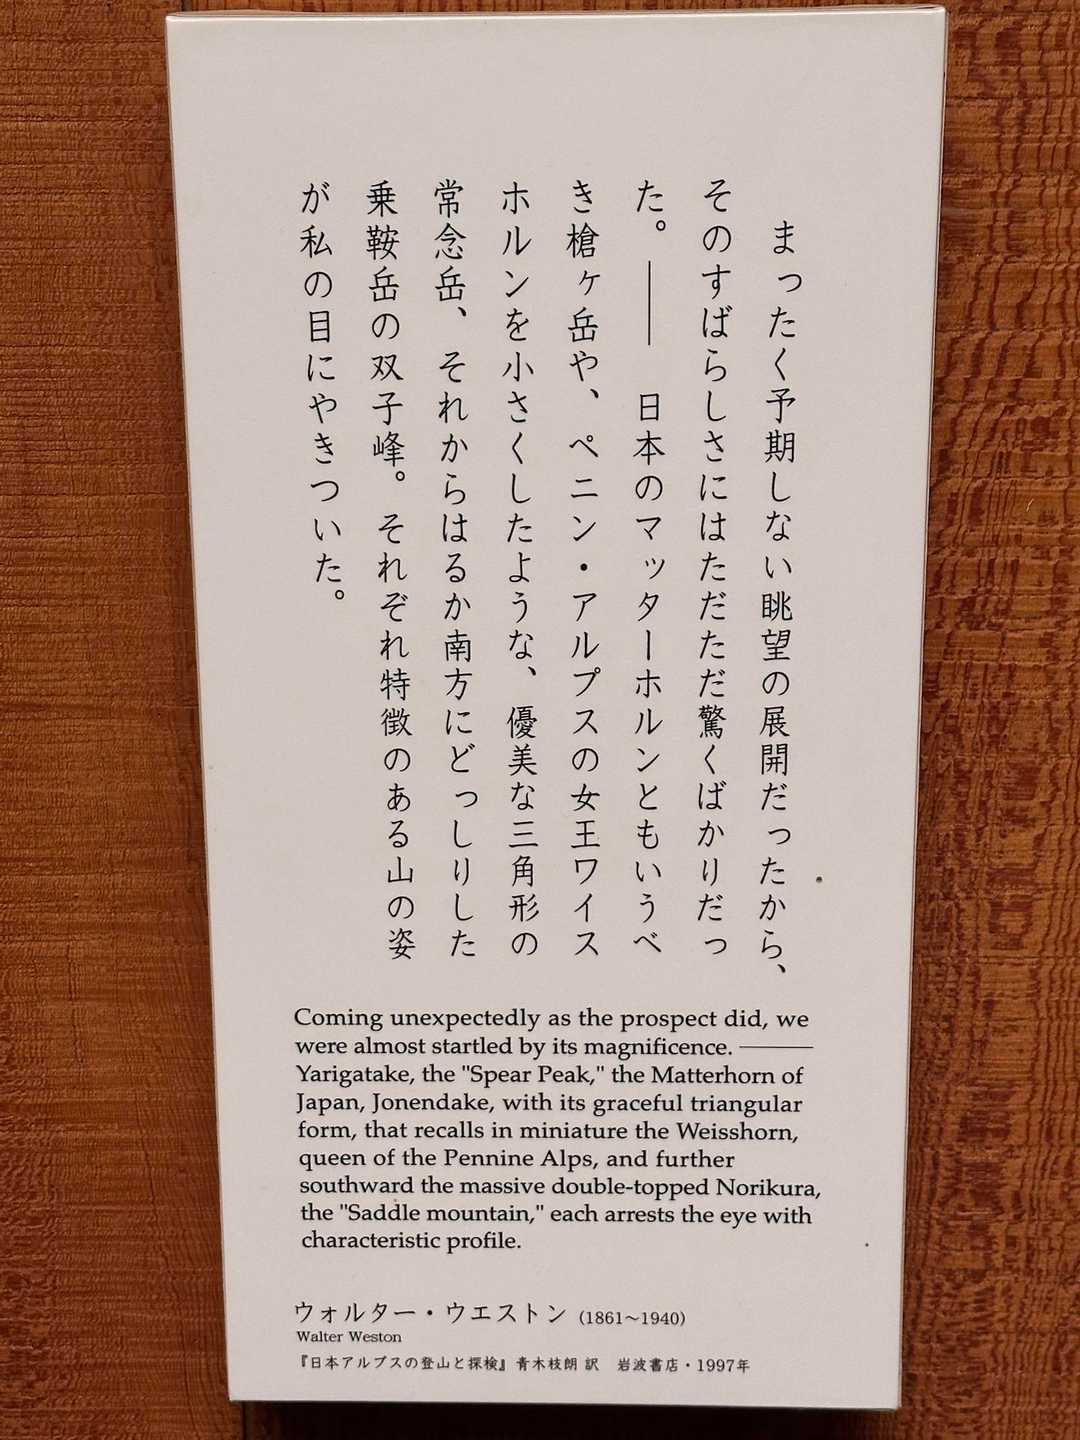 まったく予期しない眺望の展開だったから、
そのすばらしさにはただただ驚くばかりだっ
た。―― 日本のマッターホルンともいうべ
き槍ヶ岳や、ペニン・アルプスの女王ワイス
ホルンを小さくしたような、優美な三角形の
常念岳、それからはるか南方にどっしりした
乗鞍岳の双子峰。それぞれ特徴のある山の姿
が私の目にやきついた。
Coming unexpectedly as the prospect did, we
were almost startled by its magnificence. ――
Yarigatake, the "Spear Peak," the Matterhorn of
Japan, Jonendake, with its graceful triangular
form, that recalls in miniature the Weisshorn,
queen of the Pennine Alps, and further
southward the massive double-topped Norikura,
the "Saddle mountain," each arrests the eye with
characteristic profile.
ウォルター・ウエストン (1861〜1940)
Walter Weston
『日本アルプスの登山と探検』青木枝朗 訳　岩波書店・1997年